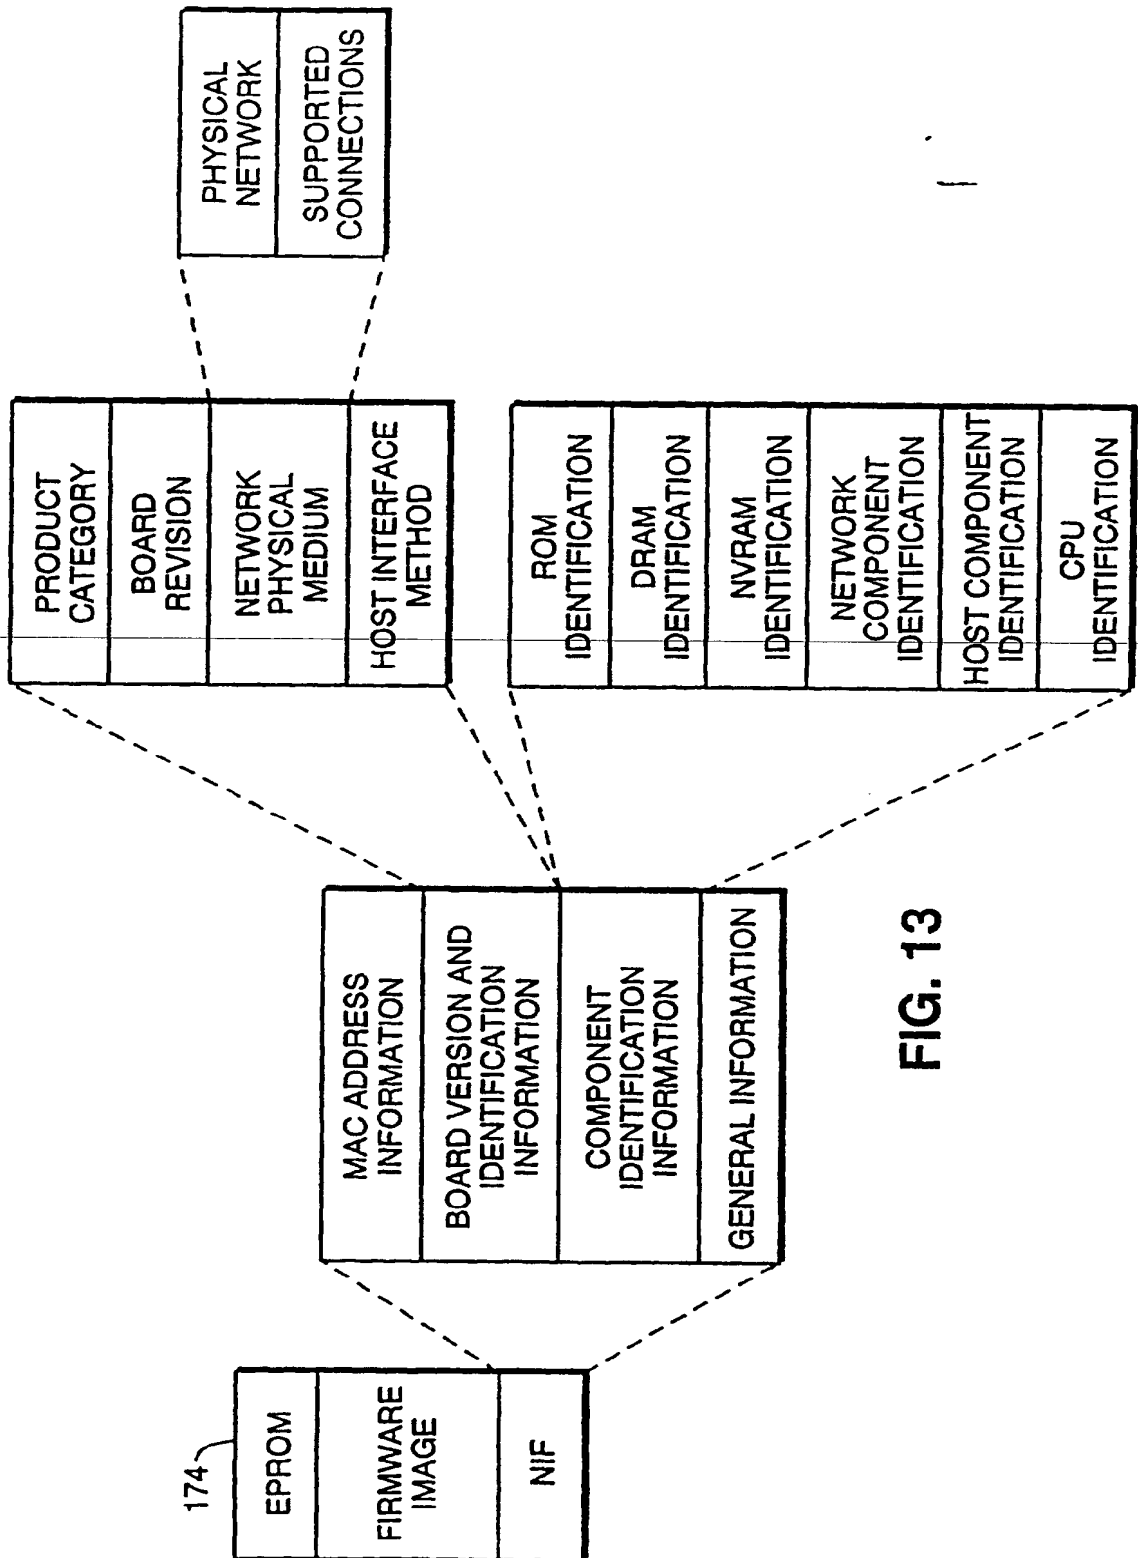 174
EPROM
FIRMWARE
IMAGE
NIF
MAC ADDRESS
INFORMATION
BOARD VERSION AND
IDENTIFICATION
INFORMATION
COMPONENT
IDENTIFICATION
INFORMATION
GENERAL INFORMATION
PRODUCT
CATEGORY
BOARD
REVISION
NETWORK
PHYSICAL
MEDIUM
HOST INTERFACE
METHOD
ROM
IDENTIFICATION
DRAM
IDENTIFICATION
NVRAM
IDENTIFICATION
NETWORK
COMPONENT
IDENTIFICATION
HOST COMPONENT
IDENTIFICATION
CPU
IDENTIFICATION
PHYSICAL
NETWORK
SUPPORTED
CONNECTIONS
FIG. 13